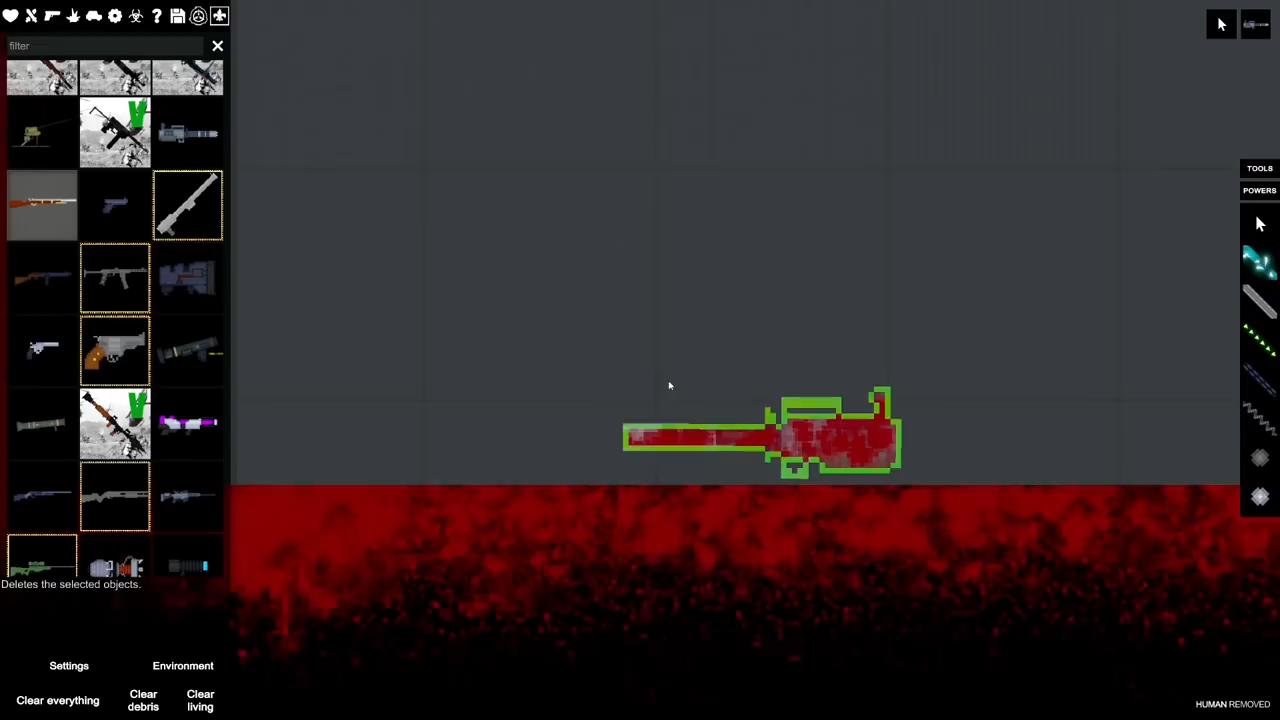 filter
TOOLS
POWERS
V
V
Deletes the selected objects.
Settings
Environment
Clear everything
Clear
debris
Clear
living
HUMAN REMOVED